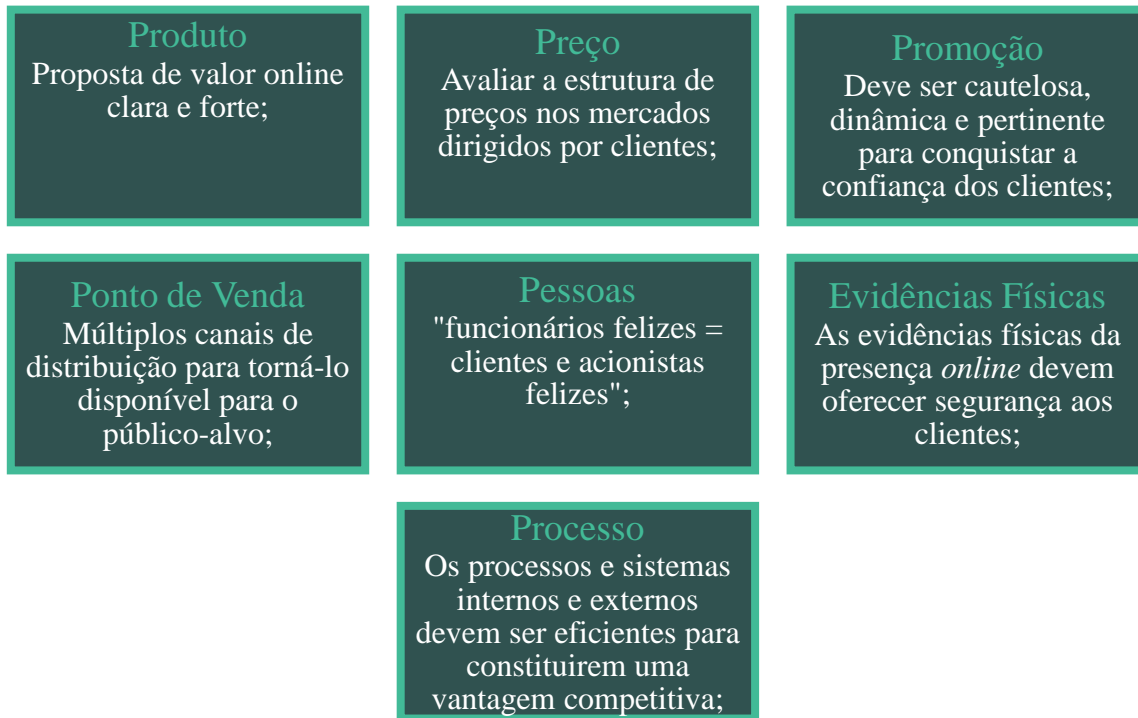 Produto
Proposta de valor online
clara e forte;
Preço
Avaliar a estrutura de
preços nos mercados
dirigidos por clientes;
Promoção
Deve ser cautelosa,
dinâmica e pertinente
para conquistar a
confiança dos clientes;
Ponto de Venda
Múltiplos canais de
distribuição para torná-lo
disponível para o
público-alvo;
Pessoas
"funcionários felizes =
clientes e acionistas
felizes";
Evidências Físicas
As evidências físicas da
presença online devem
oferecer segurança aos
clientes;
Processo
Os processos e sistemas
internos e externos
devem ser eficientes para
constituirem uma
vantagem competitiva;